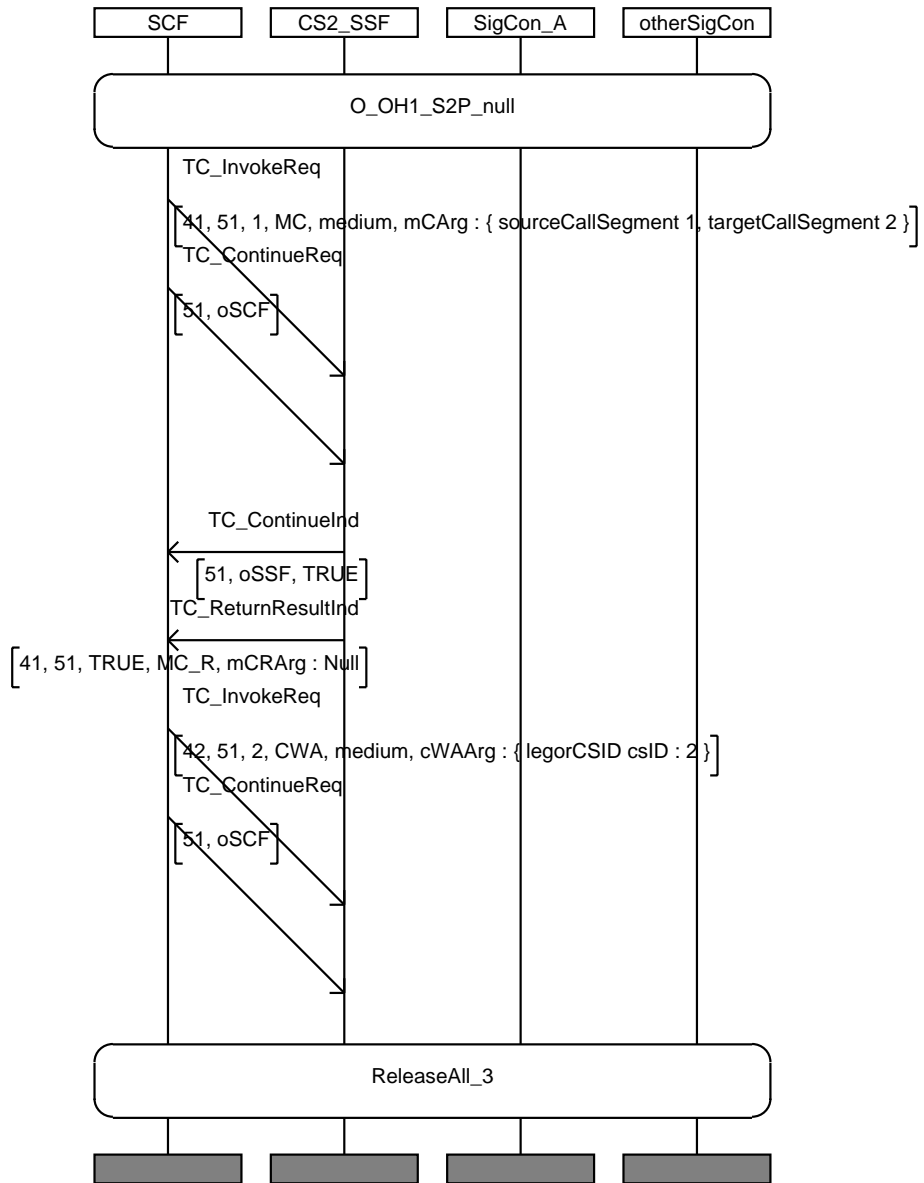 SCF CS2_SSF SigCon_A otherSigCon
O_OH1_S2P_null
TC_InvokeReq
41, 51, 1, MC, medium, mCArg : { sourceCallSegment 1, targetCallSegment 2 }
TC_ContinueReq
51, oSCF
TC_ContinueInd
51, oSSF, TRUE
TC_ReturnResultInd
41, 51, TRUE, MC_R, mCRArg : Null
TC_InvokeReq
42, 51, 2, CWA, medium, cWAArg : { legorCSID csID : 2 }
TC_ContinueReq
51, oSCF
ReleaseAll_3